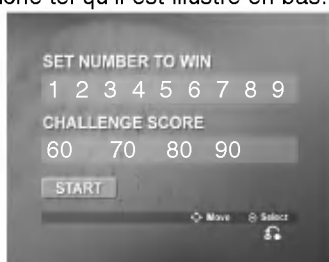 tel qu'il est illustré en bas.
SET NUMBER TO WIN
1 2 3 4 5 6 7 8 9
CHALLENGE SCORE
60 70 80 90
START
Move Select